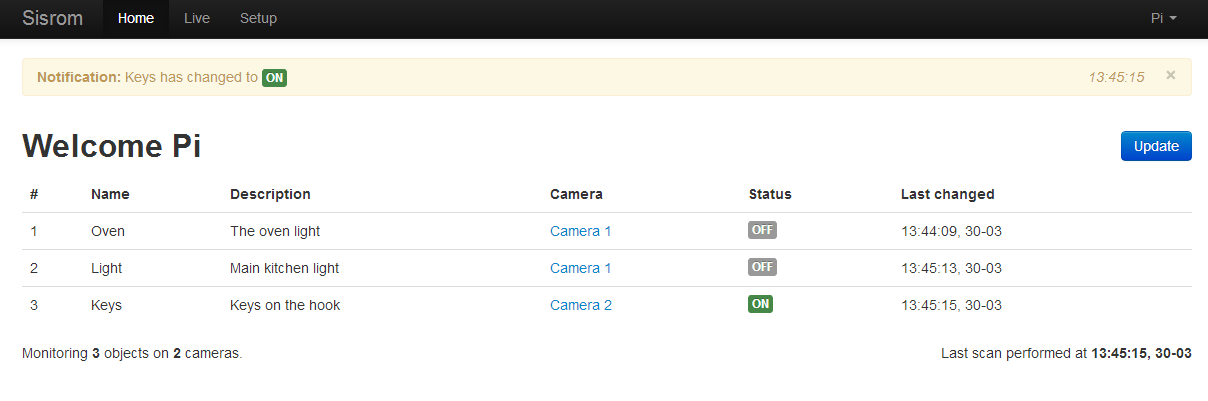 Sisrom Home Live Setup Pi
Notification: Keys has changed to ON 13:45:15 ×
Welcome Pi Update
# Name Description Camera Status Last changed
1 Oven The oven light Camera 1 OFF 13:44:09, 30-03
2 Light Main kitchen light Camera 1 OFF 13:45:13, 30-03
3 Keys Keys on the hook Camera 2 ON 13:45:15, 30-03
Monitoring 3 objects on 2 cameras. Last scan performed at 13:45:15, 30-03